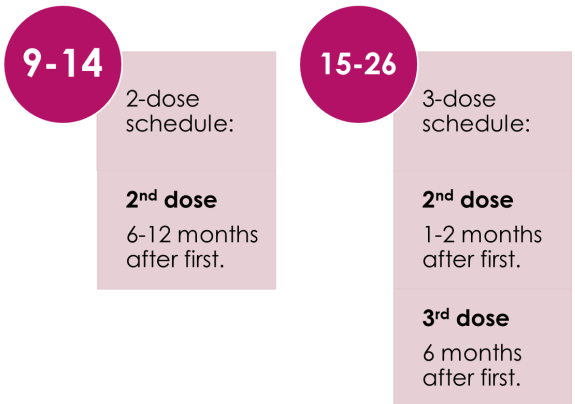 9-14
2-dose
schedule:
2nd dose
6-12 months
after first.
15-26
3-dose
schedule:
2nd dose
1-2 months
after first.
3rd dose
6 months
after first.